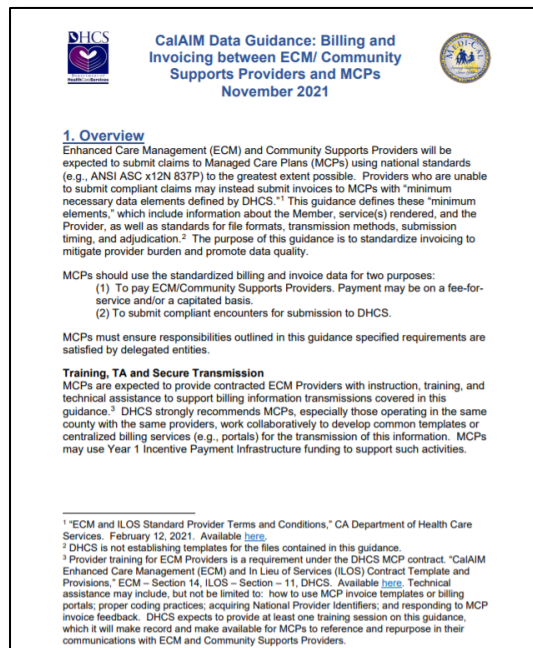 DHCS
HealthCareServices
MEDI-CAL
CalAIM Data Guidance: Billing and
Invoicing between ECM/ Community
Supports Providers and MCPs
November 2021
1. Overview
Enhanced Care Management (ECM) and Community Supports Providers will be
expected to submit claims to Managed Care Plans (MCPs) using national standards
(e.g., ANSI ASC x12N 837P) to the greatest extent possible. Providers who are unable
to submit compliant claims may instead submit invoices to MCPs with “minimum
necessary data elements defined by DHCS.”1 This guidance defines these “minimum
elements,” which include information about the Member, service(s) rendered, and the
Provider, as well as standards for file formats, transmission methods, submission
timing, and adjudication.2 The purpose of this guidance is to standardize invoicing to
mitigate provider burden and promote data quality.
MCPs should use the standardized billing and invoice data for two purposes:
(1) To pay ECM/Community Supports Providers. Payment may be on a fee-for-
service and/or a capitated basis.
(2) To submit compliant encounters for submission to DHCS.
MCPs must ensure responsibilities outlined in this guidance specified requirements are
satisfied by delegated entities.
Training, TA and Secure Transmission
MCPs are expected to provide contracted ECM Providers with instruction, training, and
technical assistance to support billing information transmissions covered in this
guidance.3 DHCS strongly recommends MCPs, especially those operating in the same
county with the same providers, work collaboratively to develop common templates or
centralized billing services (e.g., portals) for the transmission of this information. MCPs
may use Year 1 Incentive Payment Infrastructure funding to support such activities.
1 “ECM and ILOS Standard Provider Terms and Conditions,” CA Department of Health Care
Services. February 12, 2021. Available here.
2 DHCS is not establishing templates for the files contained in this guidance.
3 Provider training for ECM Providers is a requirement under the DHCS MCP contract. “CalAIM
Enhanced Care Management (ECM) and In Lieu of Services (ILOS) Contract Template and
Provisions,” ECM – Section 14, ILOS – Section – 11, DHCS. Available here. Technical
assistance may include, but not be limited to: how to use MCP invoice templates or billing
portals; proper coding practices; acquiring National Provider Identifiers; and responding to MCP
invoice feedback. DHCS expects to provide at least one training session on this guidance,
which it will make record and make available for MCPs to reference and repurpose in their
communications with ECM and Community Supports Providers.